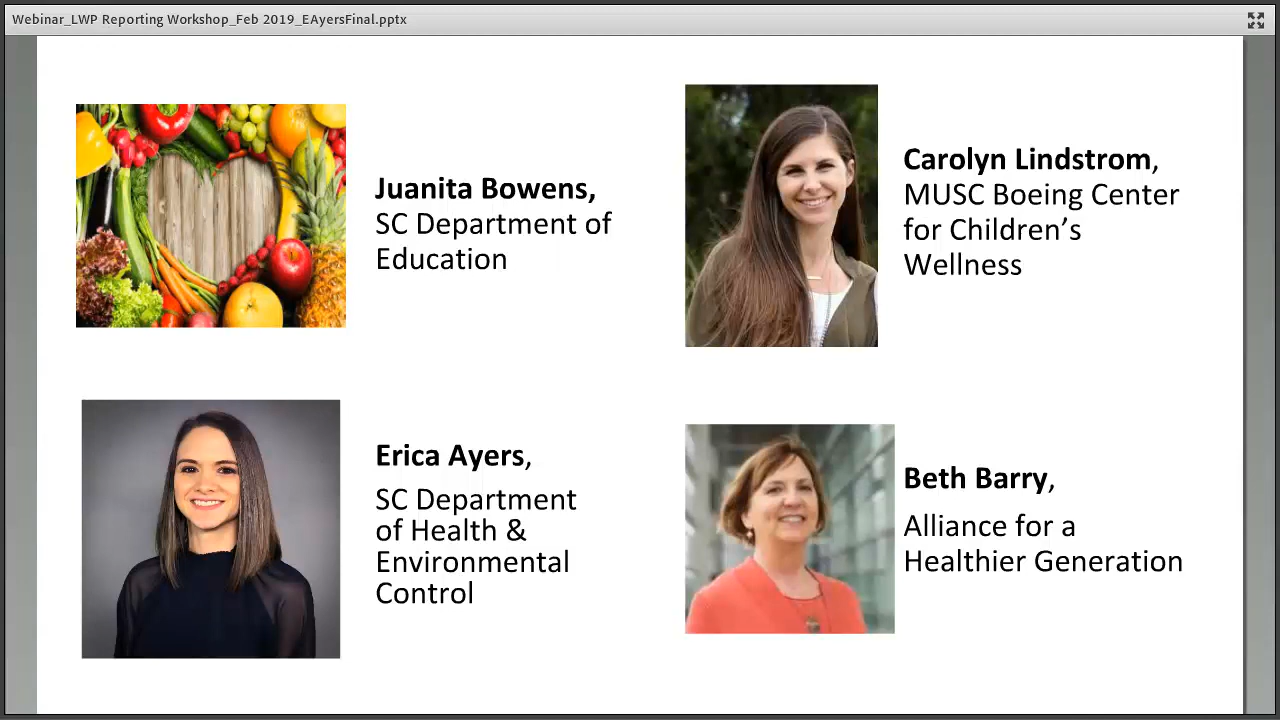 Webinar_LWP Reporting Workshop_Feb 2019_EAyersFinal.pptx
Juanita Bowens,
SC Department of
Education
Carolyn Lindstrom,
MUSC Boeing Center
for Children’s
Wellness
Erica Ayers,
SC Department
of Health &
Environmental
Control
Beth Barry,
Alliance for a
Healthier Generation